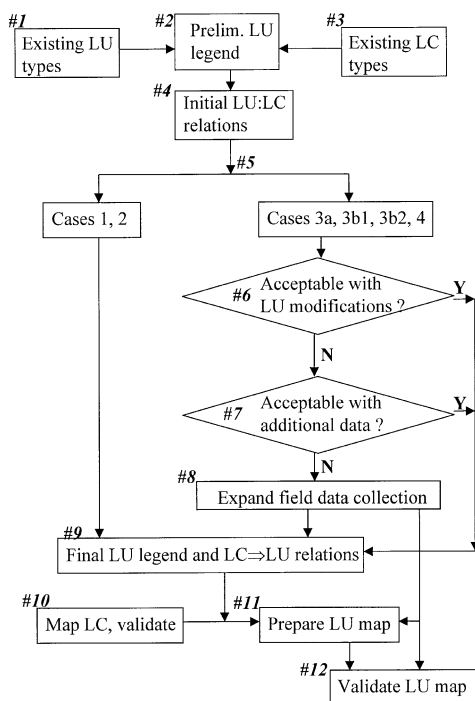 #1
Existing LU
types
#2
Prelim. LU
legend
#3
Existing LC
types
#4
Initial LU:LC
relations
#5
Cases 1, 2
Cases 3a, 3b1, 3b2, 4
#6
Acceptable with
LU modifications ?
Y
N
#7
Acceptable with
additional data ?
Y
N
#8
Expand field data collection
#9
Final LU legend and LC⇒LU relations
#10
Map LC, validate
#11
Prepare LU map
#12
Validate LU map